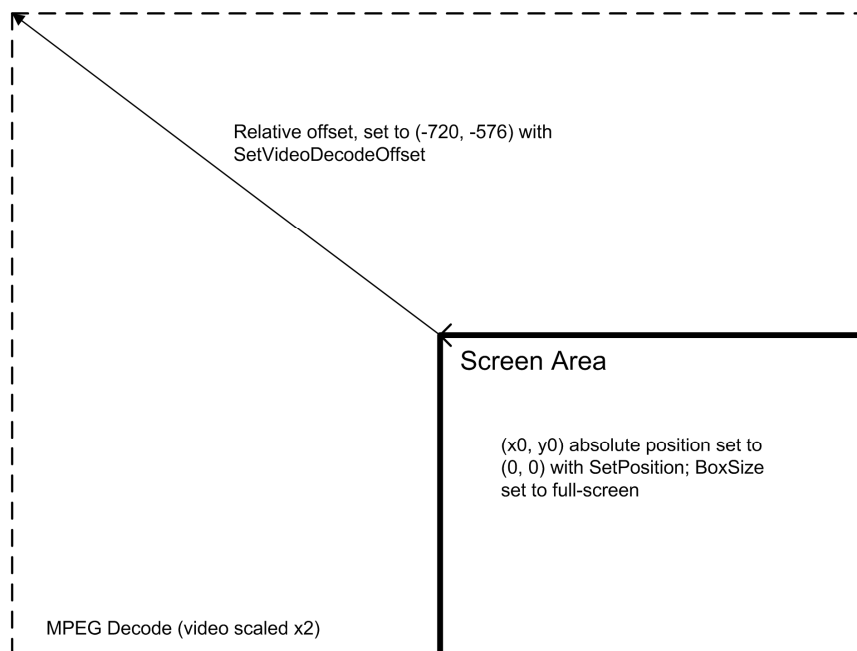 Relative offset, set to (-720, -576) with
SetVideoDecodeOffset
Screen Area
(x0, y0) absolute position set to
(0, 0) with SetPosition; BoxSize
set to full-screen
MPEG Decode (video scaled x2)